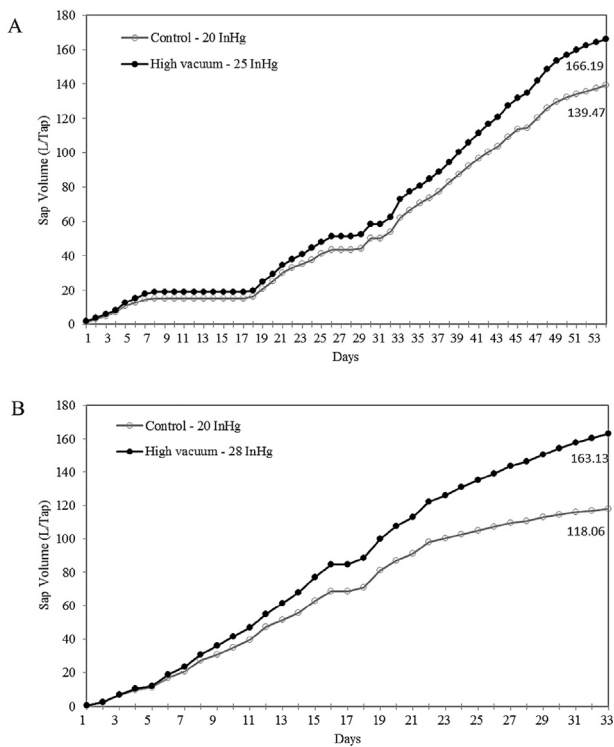 A
180
160
140
120
100
80
60
40
20
0
Sap Volume (L/Tap)
Control - 20 InHg
High vacuum - 25 InHg
166.19
139.47
1 3 5 7 9 11 13 15 17 19 21 23 25 27 29 31 33 35 37 39 41 43 45 47 49 51 53
Days
B
180
160
140
120
100
80
60
40
20
0
Sap Volume (L/Tap)
Control - 20 InHg
High vacuum - 28 InHg
163.13
118.06
1 3 5 7 9 11 13 15 17 19 21 23 25 27 29 31 33
Days